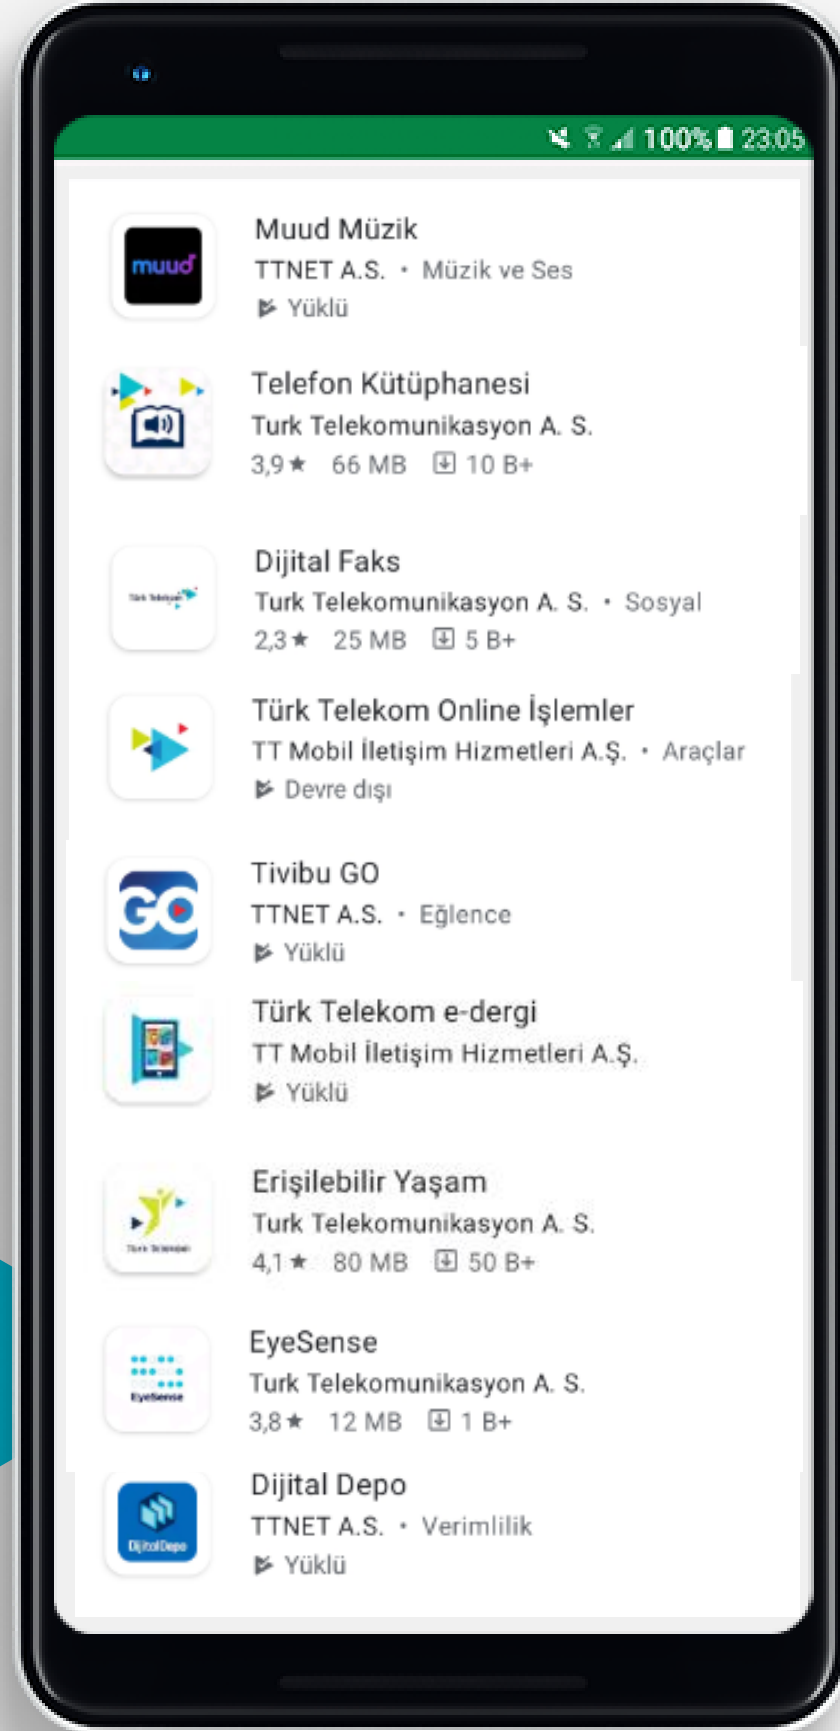 100% 23:05
muud
Muud Müzik
TTNET A.S. • Müzik ve Ses
Yüklü
Telefon Kütüphanesi
Turk Telekomunikasyon A. S.
3,9★ 66 MB 10 B+
Türk Telekom
Dijital Faks
Turk Telekomunikasyon A. S. • Sosyal
2,3★ 25 MB 5 B+
Türk Telekom Online İşlemler
TT Mobil İletişim Hizmetleri A.Ş. • Araçlar
Devre dışı
GO
Tivibu GO
TTNET A.S. • Eğlence
Yüklü
Türk Telekom e-dergi
TT Mobil İletişim Hizmetleri A.Ş.
Yüklü
Türk Telekom
Erişilebilir Yaşam
Turk Telekomunikasyon A. S.
4,1★ 80 MB 50 B+
EyeSense
EyeSense
Turk Telekomunikasyon A. S.
3,8★ 12 MB 1 B+
DijitalDepo
Dijital Depo
TTNET A.S. • Verimlilik
Yüklü